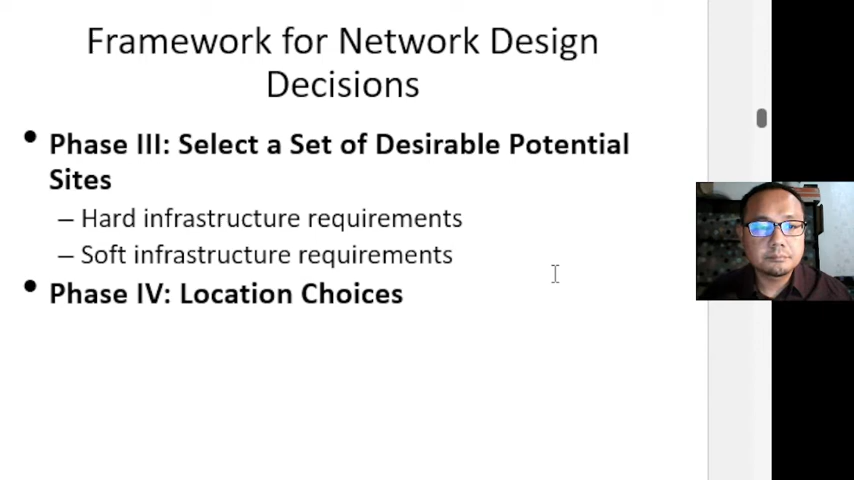 Framework for Network Design
Decisions
• Phase III: Select a Set of Desirable Potential
Sites
– Hard infrastructure requirements
– Soft infrastructure requirements
• Phase IV: Location Choices